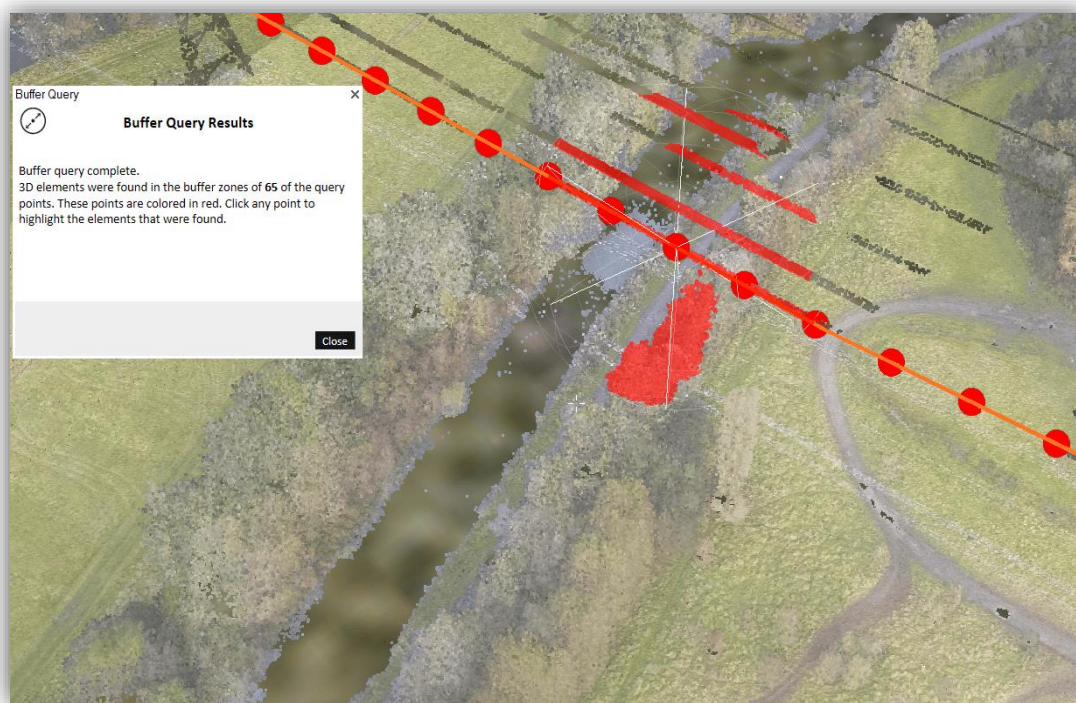 Buffer Query
Buffer Query Results
Buffer query complete.
3D elements were found in the buffer zones of 65 of the query
points. These points are colored in red. Click any point to
highlight the elements that were found.
Close